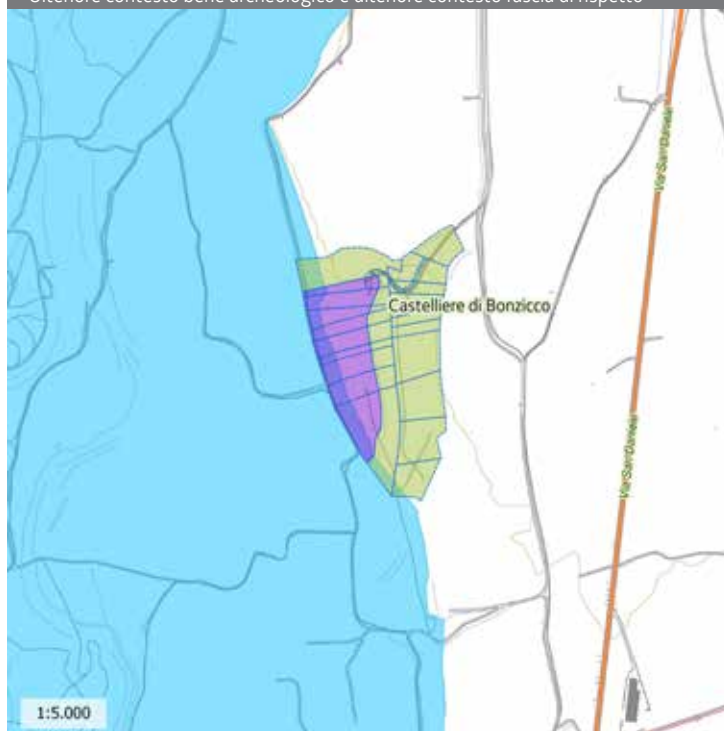 Ulteriore contesto bene archeologico e ulteriore contesto fascia di rispetto
Via San Daniele
Castelliere di Bonzicco
Via San Daniele
1:5.000